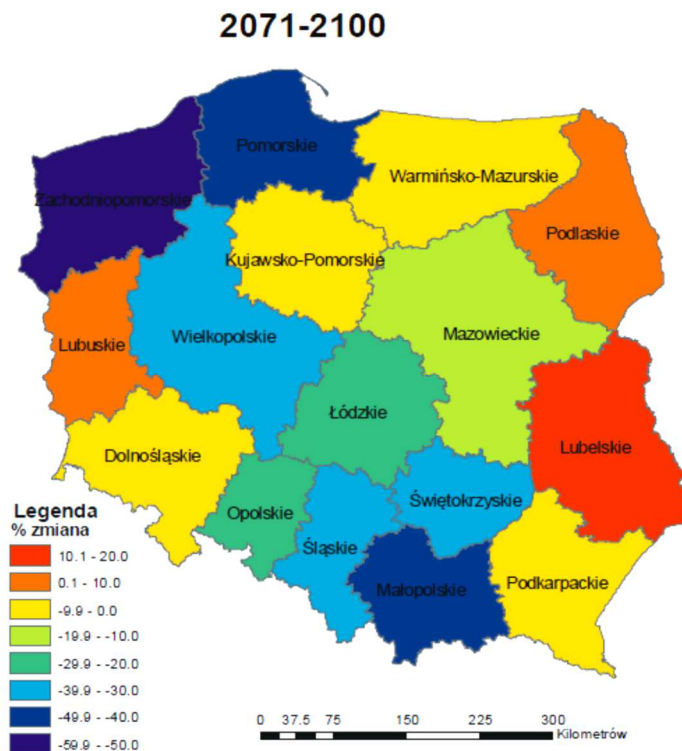 2071-2100
Pomorskie
Warmińsko-Mazurskie
Zachodniopomorskie
Podlaskie
Kujawsko-Pomorskie
Mazowieckie
Wielkopolskie
Lubuskie
Łódzkie
Lubelskie
Dolnośląskie
Świętokrzyskie
Opolskie
Śląskie
Podkarpackie
Małopolskie
Legenda
% zmiana
10.1 - 20.0
0.1 - 10.0
-9.9 - 0.0
-19.9 - -10.0
-29.9 - -20.0
-39.9 - -30.0
-49.9 - -40.0
-59.9 - -50.0
0 37.5 75 150 225 300
Kilometrów